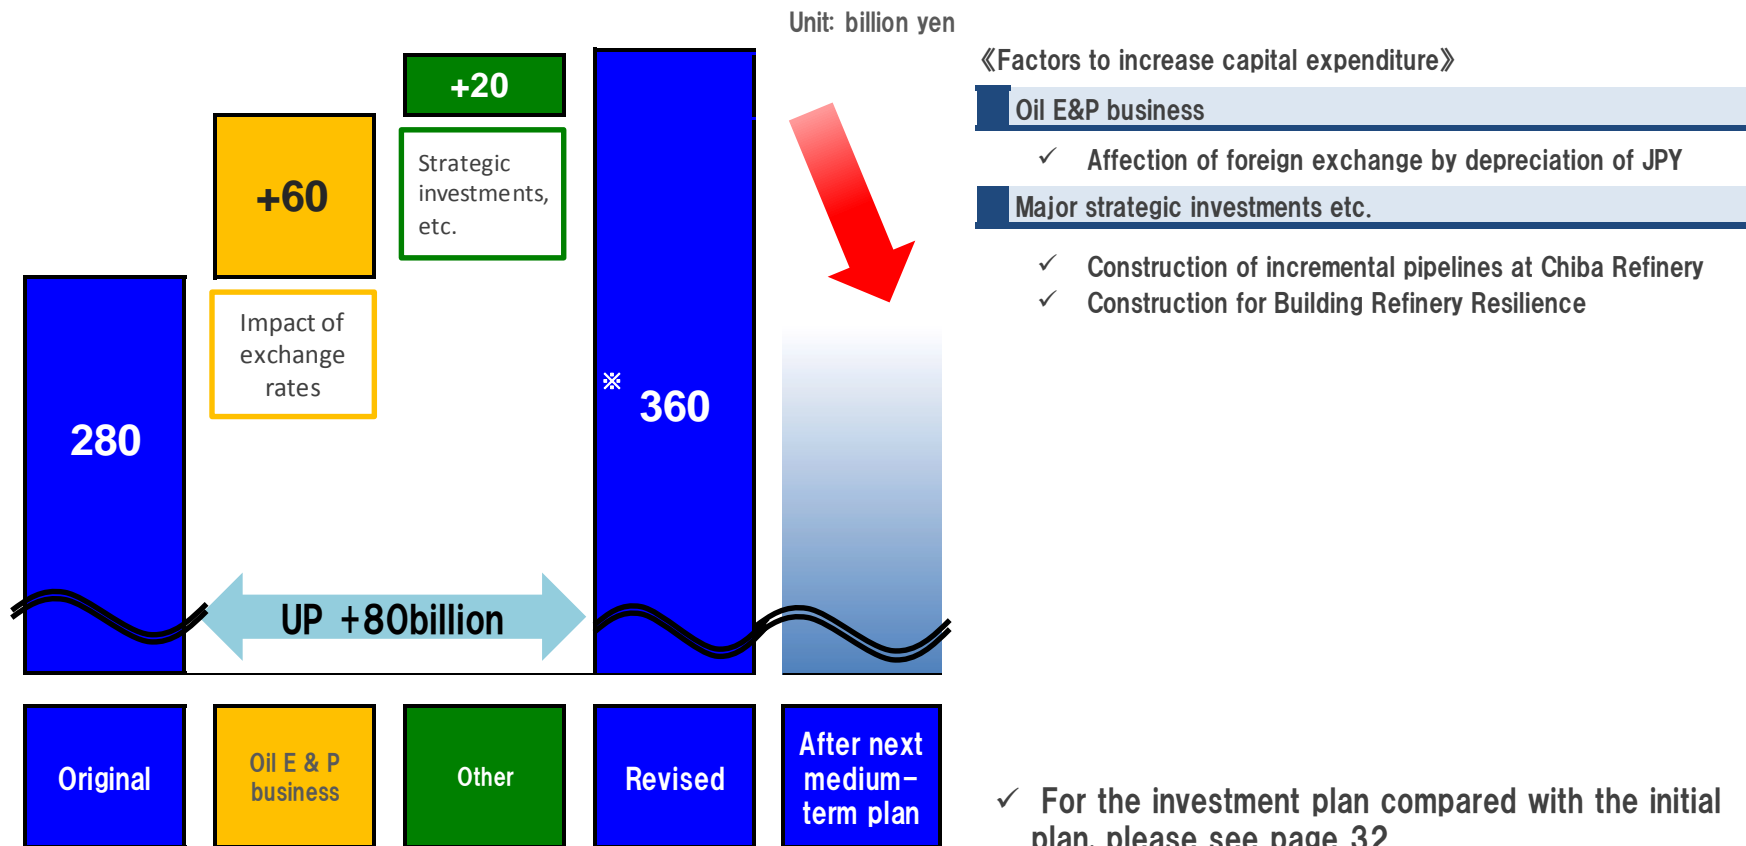 Unit: billion yen
+20
Strategic
investments,
etc.
+60
Impact of
exchange
rates
280
※ 360
UP +80billion
Original
Oil E & P
business
Other
Revised
After next
medium-
term plan
《Factors to increase capital expenditure》
Oil E&P business
✓ Affection of foreign exchange by depreciation of JPY
Major strategic investments etc.
✓ Construction of incremental pipelines at Chiba Refinery
✓ Construction for Building Refinery Resilience
✓ For the investment plan compared with the initial
plan, please see page 32